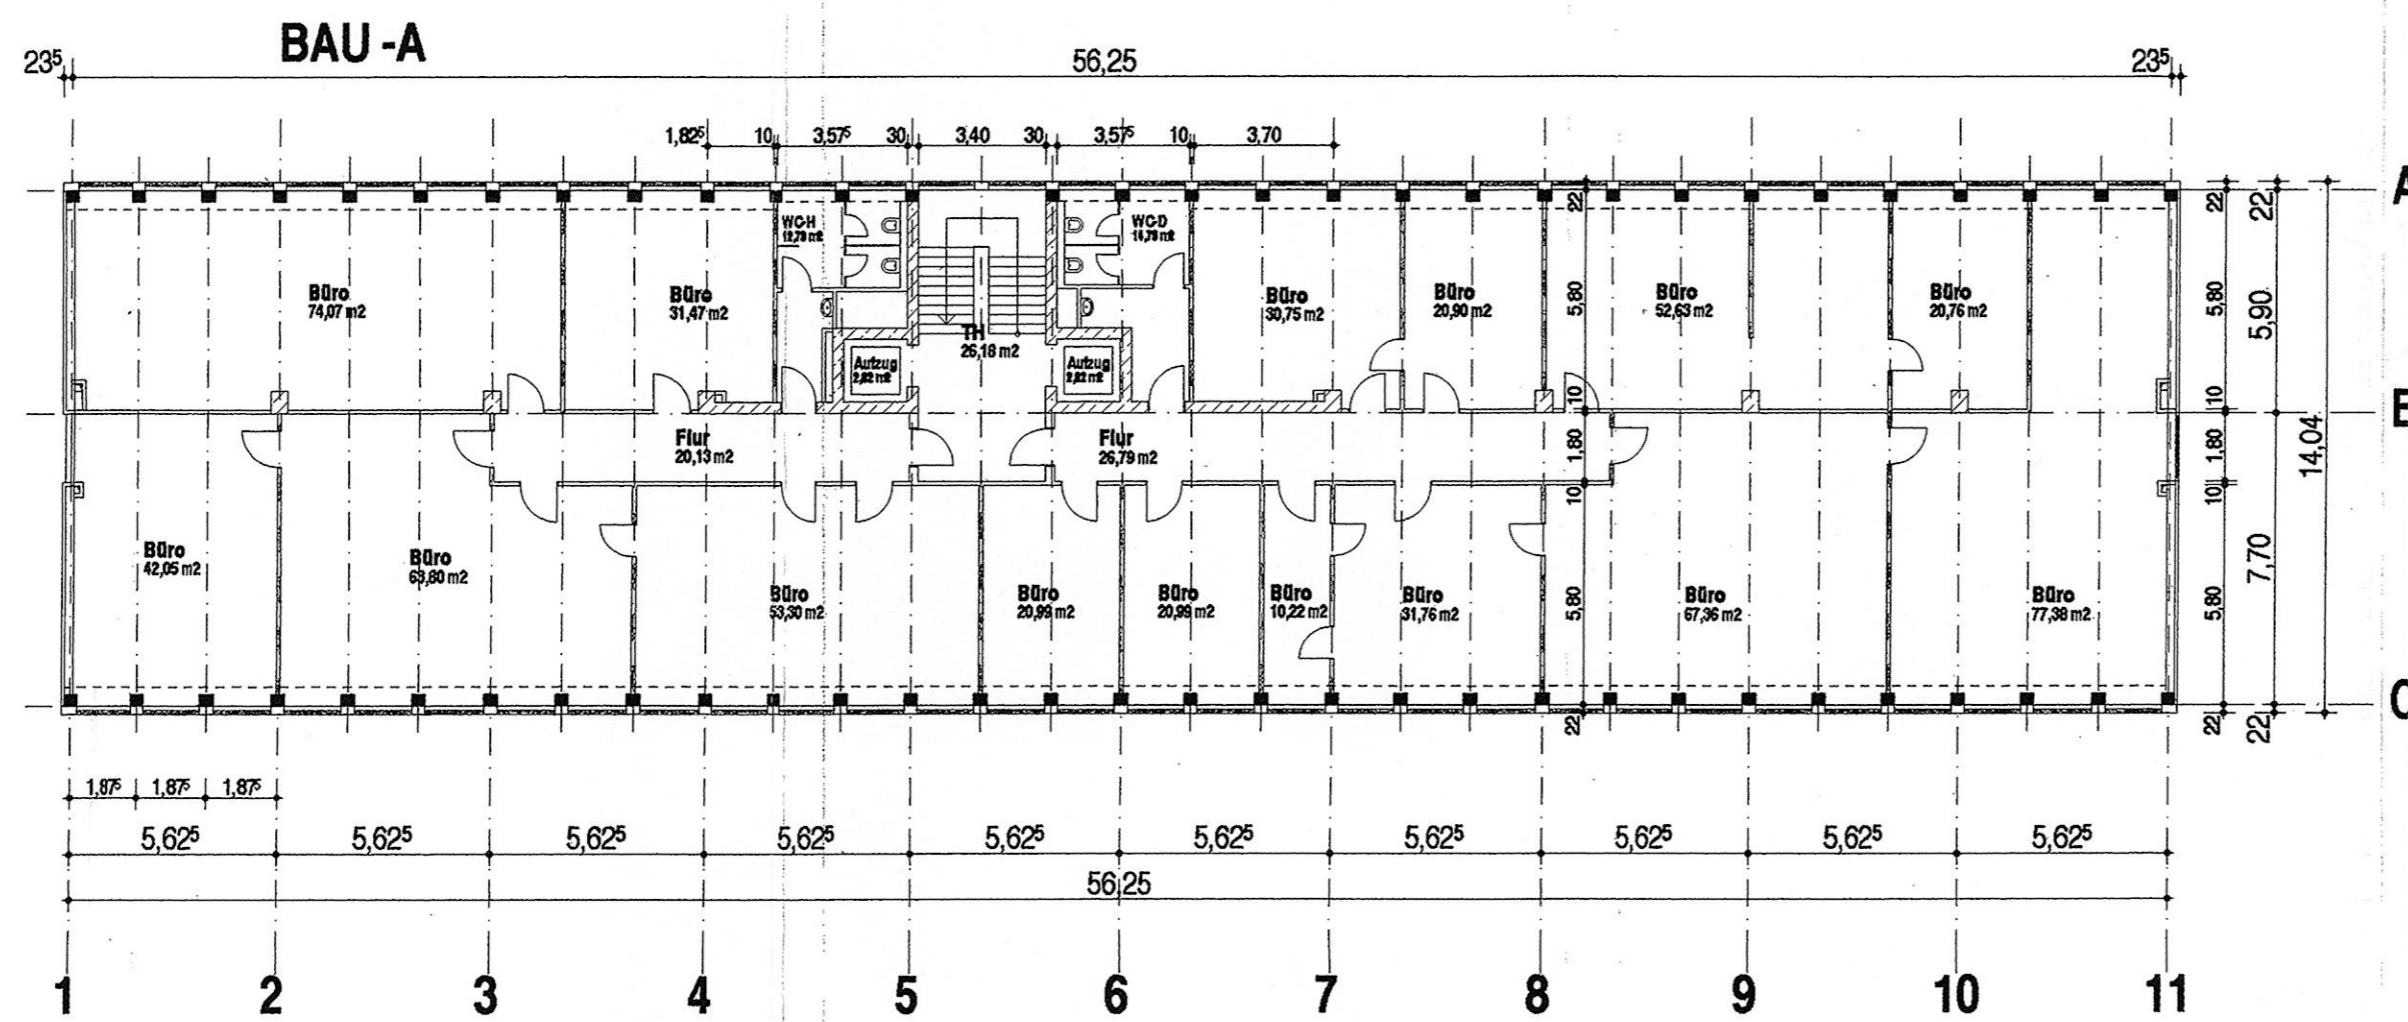 BAU -A
23⁵
56,25
23⁵
1,82⁵
10
3,57⁵
30
3,40
30
3,57⁵
10
3,70
A
WC-H
WC-D
22
22
22
Büro
74,07 m2
Büro
31,47 m2
Büro
30,75 m2
Büro
20,90 m2
Büro
52,63 m2
Büro
20,76 m2
5,80
5,80
5,90
TH
26,18 m2
Aufzug
2,82 m2
Aufzug
2,82 m2
10
10
B
Flur
20,13 m2
Flur
26,79 m2
1,80
1,80
14,04
10
10
Büro
42,05 m2
Büro
63,80 m2
Büro
53,30 m2
Büro
20,99 m2
Büro
20,99 m2
Büro
10,22 m2
Büro
31,76 m2
Büro
67,36 m2
Büro
77,38 m2
5,80
5,80
7,70
22
22
22
C
1,87⁵
1,87⁵
1,87⁵
5,62⁵
5,62⁵
5,62⁵
5,62⁵
5,62⁵
5,62⁵
5,62⁵
5,62⁵
5,62⁵
5,62⁵
56,25
1
2
3
4
5
6
7
8
9
10
11